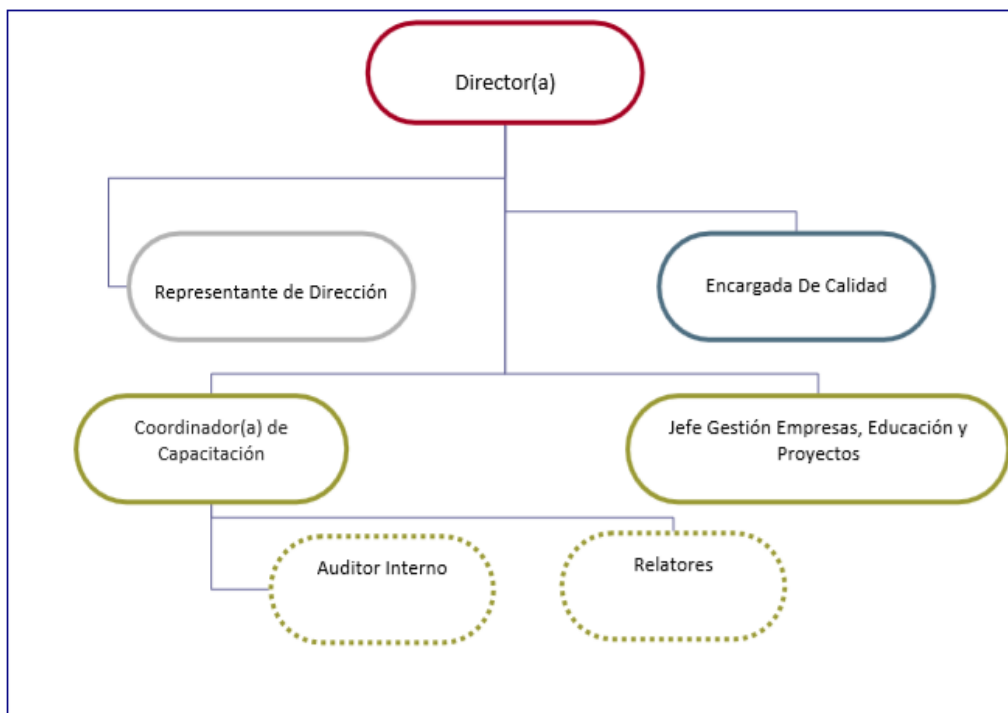 Director(a)
Representante de Dirección
Encargada De Calidad
Coordinador(a) de
Capacitación
Jefe Gestión Empresas, Educación y
Proyectos
Auditor Interno
Relatores